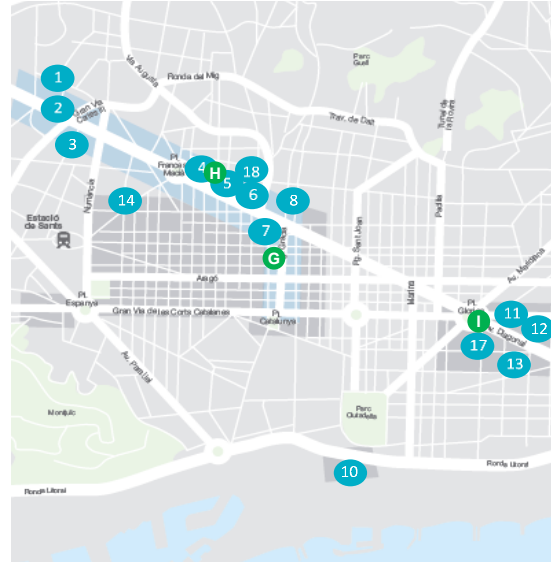 Parc
Güell
Via Augusta
Ronda del Mig
1
2
Gran Via
Carles III
Trav. de Dalt
Túnel de
la Rovira
3
Pl.
Francesc
Macià
4
H
18
5
6
Numància
14
8
Padilla
Estació
de Sants
7
Gràcia
Pg. Sant Joan
G
Av. Meridiana
Aragó
Marina
Pl.
Espanya
Gran Via de les Corts Catalanes
Pl.
Catalunya
Pl.
Glòries
11
I
Av. Diagonal
12
17
13
Av. Paral·lel
Montjuïc
Parc
Ciutadella
10
Ronda Litoral
Ronda Litoral